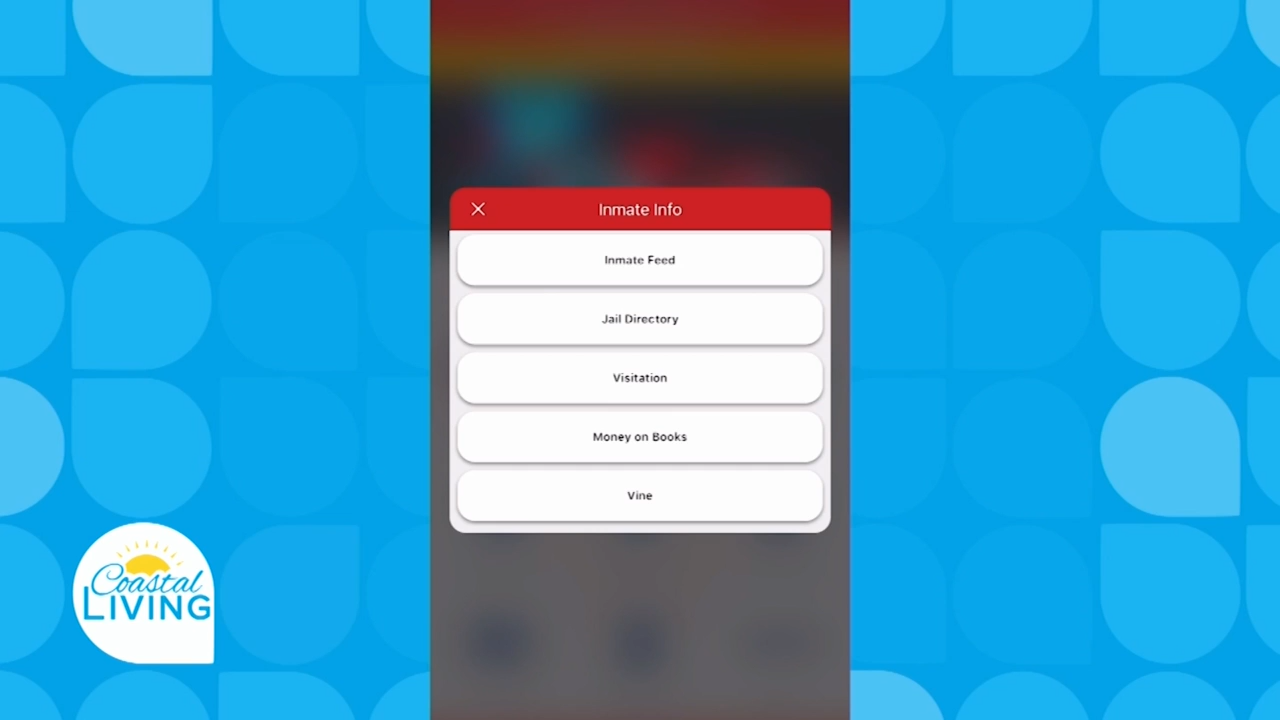 Inmate Info
Inmate Feed
Jail Directory
Visitation
Money on Books
Vine
Coastal
LIVING